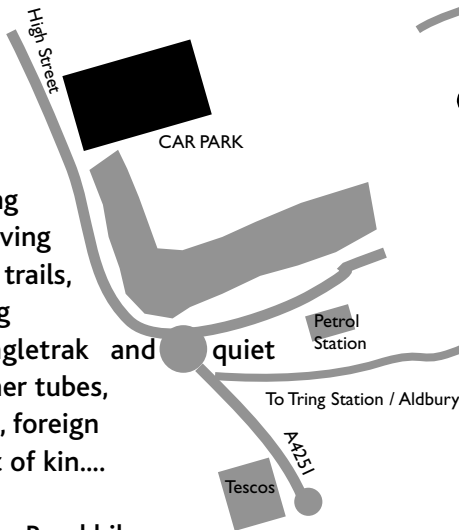 High Street
CAR PARK
ng
ving
trails,
g
gletrak and quiet
Petrol
Station
er tubes,
To Tring Station / Aldbury
, foreign
A4251
of kin....
Tescos